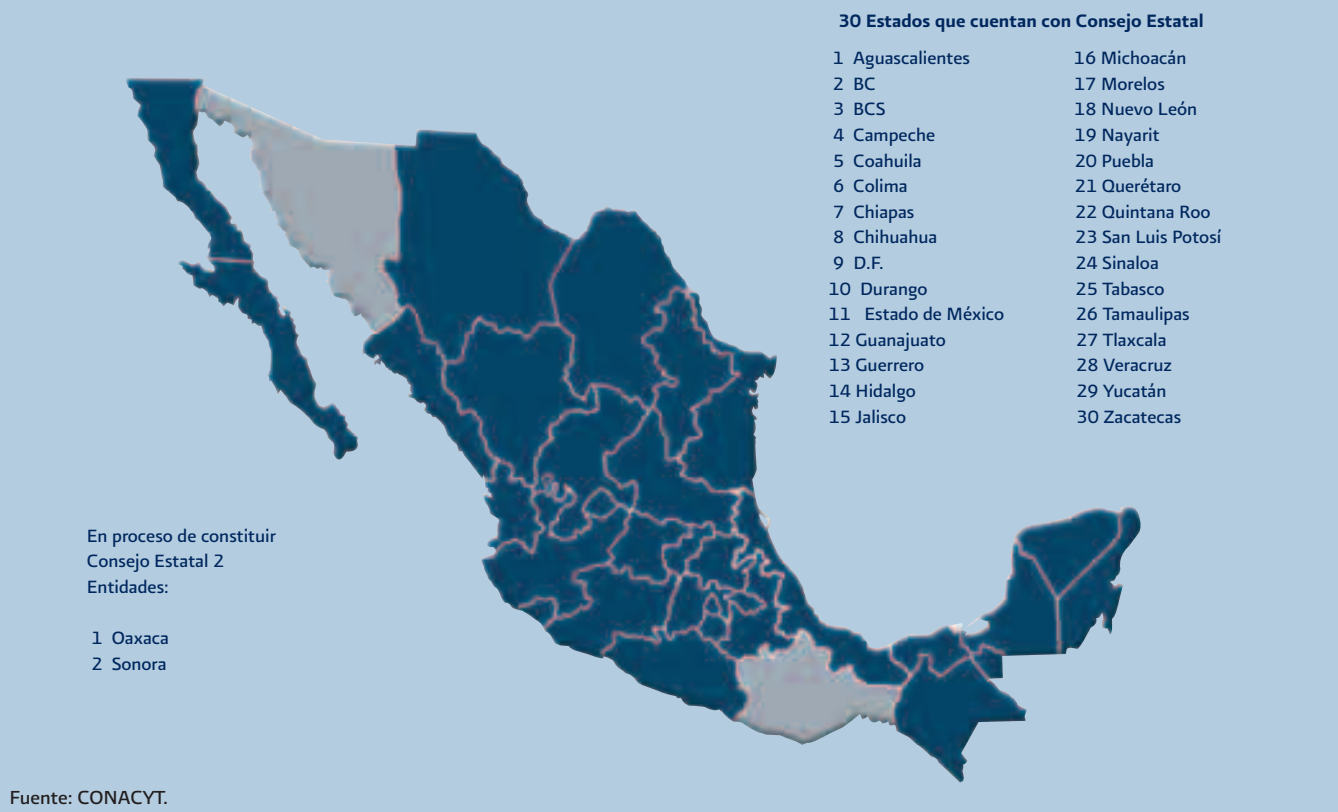 30 Estados que cuentan con Consejo Estatal
1 Aguascalientes
2 BC
3 BCS
4 Campeche
5 Coahuila
6 Colima
7 Chiapas
8 Chihuahua
9 D.F.
10 Durango
11 Estado de México
12 Guanajuato
13 Guerrero
14 Hidalgo
15 Jalisco
16 Michoacán
17 Morelos
18 Nuevo León
19 Nayarit
20 Puebla
21 Querétaro
22 Quintana Roo
23 San Luis Potosí
24 Sinaloa
25 Tabasco
26 Tamaulipas
27 Tlaxcala
28 Veracruz
29 Yucatán
30 Zacatecas
En proceso de constituir
Consejo Estatal 2
Entidades:
1 Oaxaca
2 Sonora
Fuente: CONACYT.